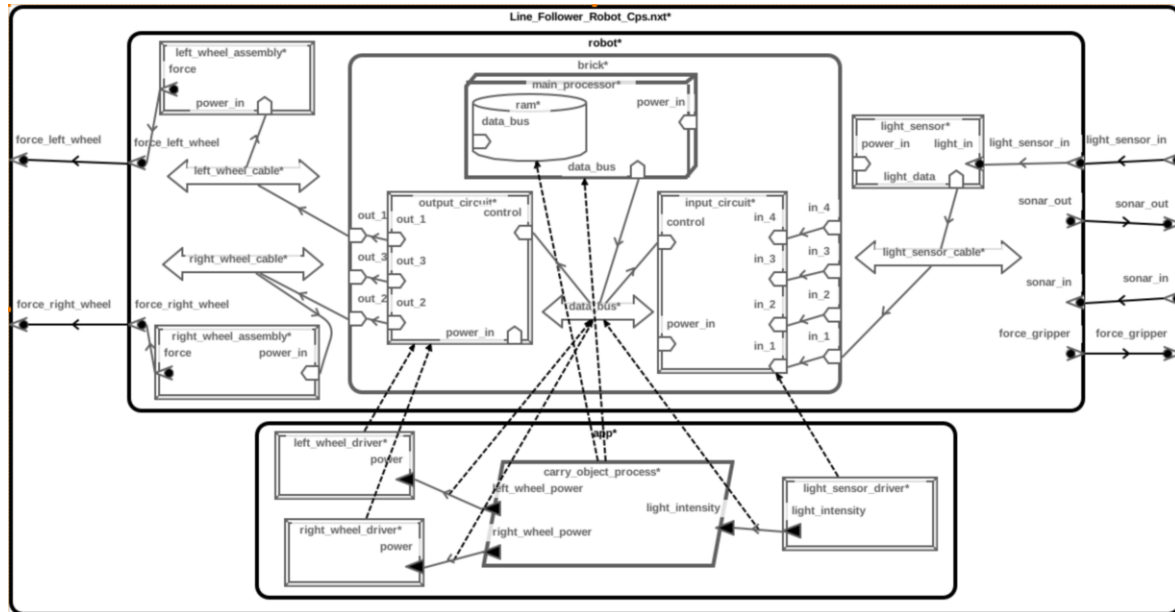 Line_Follower_Robot_Cps.nxt*
robot*
left_wheel_assembly*
force
power_in
brick*
main_processor*
ram*
data_bus
power_in
data_bus
light_sensor*
power_in
light_in
light_data
light_sensor_in
light_sensor_in
force_left_wheel
force_left_wheel
left_wheel_cable*
output_circuit*
control
out_1
out_1
out_3
out_3
out_2
out_2
power_in
input_circuit*
control
in_4
in_4
in_3
in_3
in_2
in_2
power_in
in_1
in_1
sonar_out
sonar_out
light_sensor_cable*
right_wheel_cable*
data_bus*
sonar_in
sonar_in
force_right_wheel
force_right_wheel
force_gripper
force_gripper
right_wheel_assembly*
force
power_in
app*
left_wheel_driver*
power
carry_object_process*
left_wheel_power
light_intensity
right_wheel_power
light_sensor_driver*
light_intensity
right_wheel_driver*
power